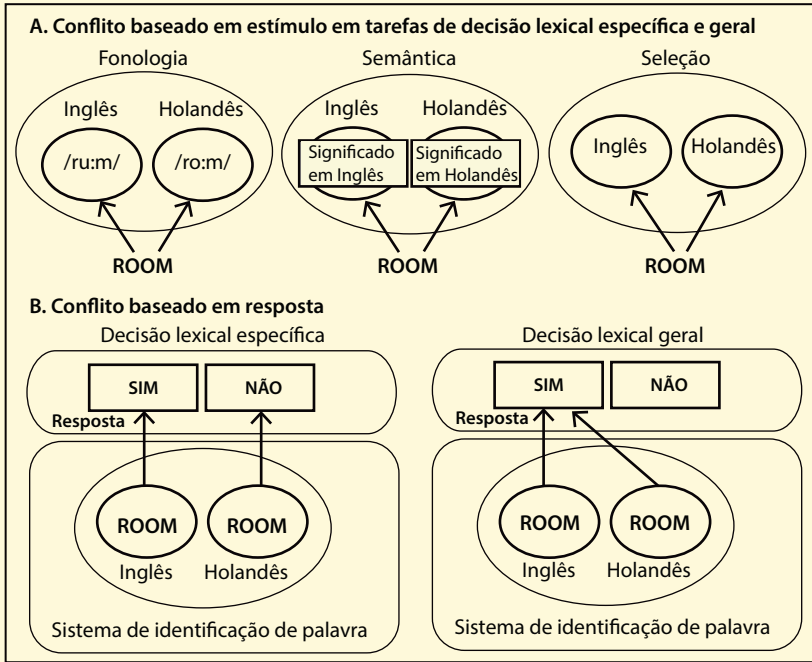 A. Conflito baseado em estímulo em tarefas de decisão lexical específica e geral
Fonologia
Inglês Holandês
/ru:m/ /ro:m/
ROOM
Semântica
Inglês Holandês
Significado em Inglês
Significado em Holandês
ROOM
Seleção
Inglês Holandês
ROOM
B. Conflito baseado em resposta
Decisão lexical específica
SIM NÃO
Resposta
ROOM ROOM
Inglês Holandês
Sistema de identificação de palavra
Decisão lexical geral
SIM NÃO
Resposta
ROOM ROOM
Inglês Holandês
Sistema de identificação de palavra